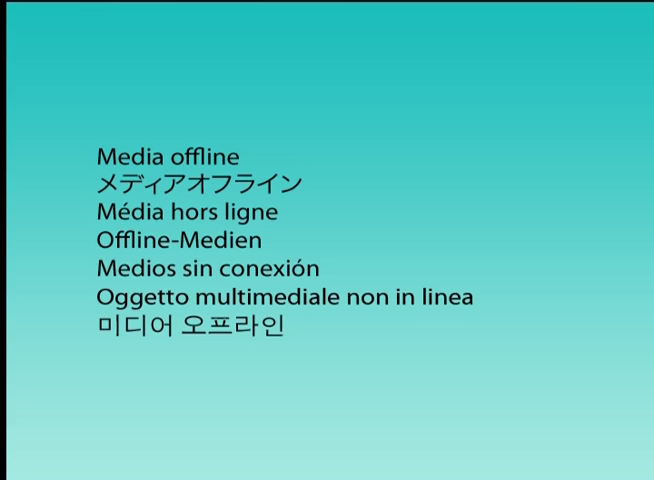 Media offline
メディアオフライン
Média hors ligne
Offline-Medien
Medios sin conexión
Oggetto multimediale non in linea
미디어 오프라인